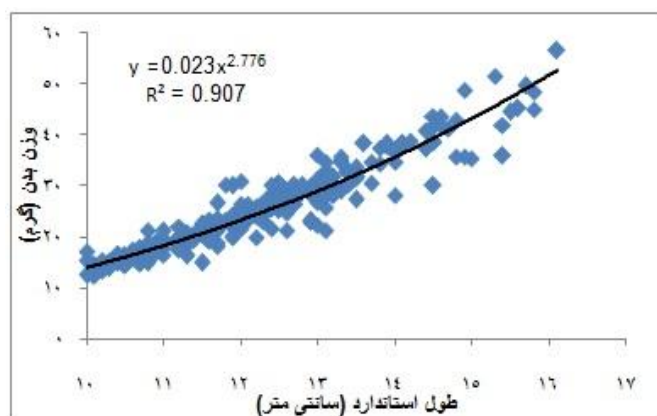 y = 0.023x^2.776
R² = 0.907
وزن بدن (گرم)
۶۰
۵۰
۴۰
۳۰
۲۰
۱۰
۰
۱۰ ۱۱ ۱۲ ۱۳ ۱۴ ۱۵ ۱۶ ۱۷
طول استاندارد (سانتی متر)